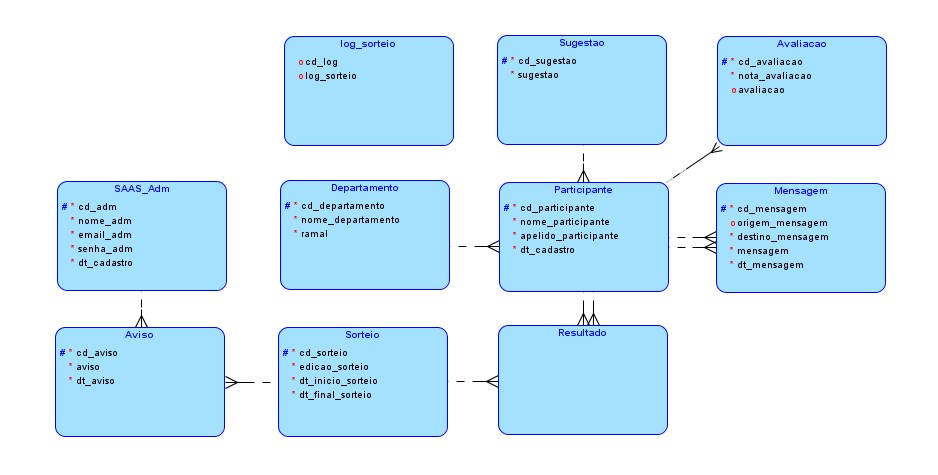 log_sorteio
o cd_log
o log_sorteio
Sugestao
# * cd_sugestao
* sugestao
Avaliacao
# * cd_avaliacao
* nota_avaliacao
o avaliacao
SAAS_Adm
# * cd_adm
* nome_adm
* email_adm
* senha_adm
* dt_cadastro
Departamento
# * cd_departamento
* nome_departamento
* ramal
Participante
# * cd_participante
* nome_participante
* apelido_participante
* dt_cadastro
Mensagem
# * cd_mensagem
o origem_mensagem
* destino_mensagem
* mensagem
* dt_mensagem
Aviso
# * cd_aviso
* aviso
* dt_aviso
Sorteio
# * cd_sorteio
* edicao_sorteio
* dt_inicio_sorteio
* dt_final_sorteio
Resultado